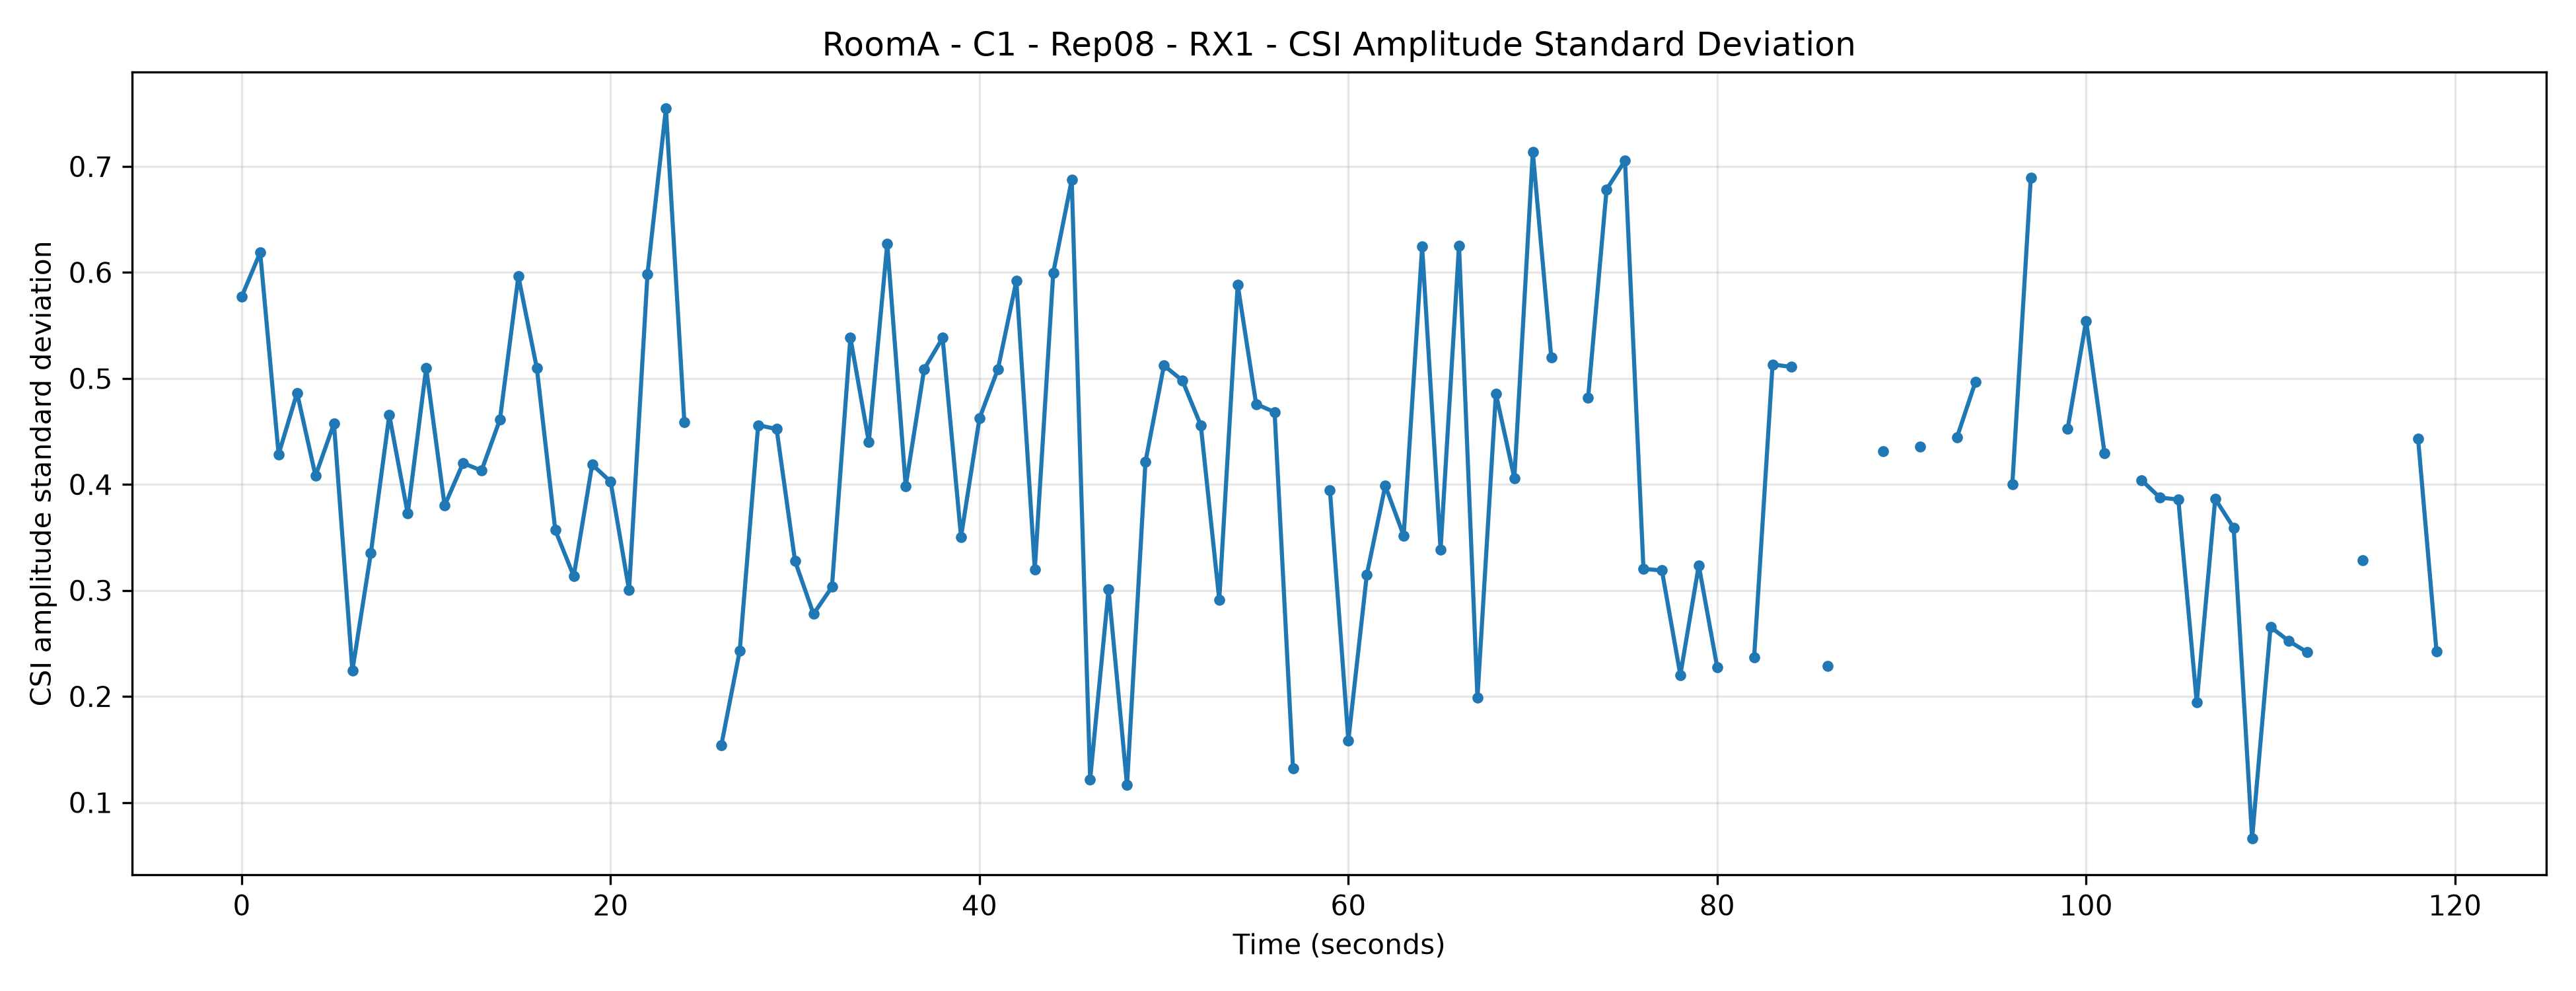 RoomA - C1 - Rep08 - RX1 - CSI Amplitude Standard Deviation
CSI amplitude standard deviation
0.7
0.6
0.5
0.4
0.3
0.2
0.1
0 20 40 60 80 100 120
Time (seconds)